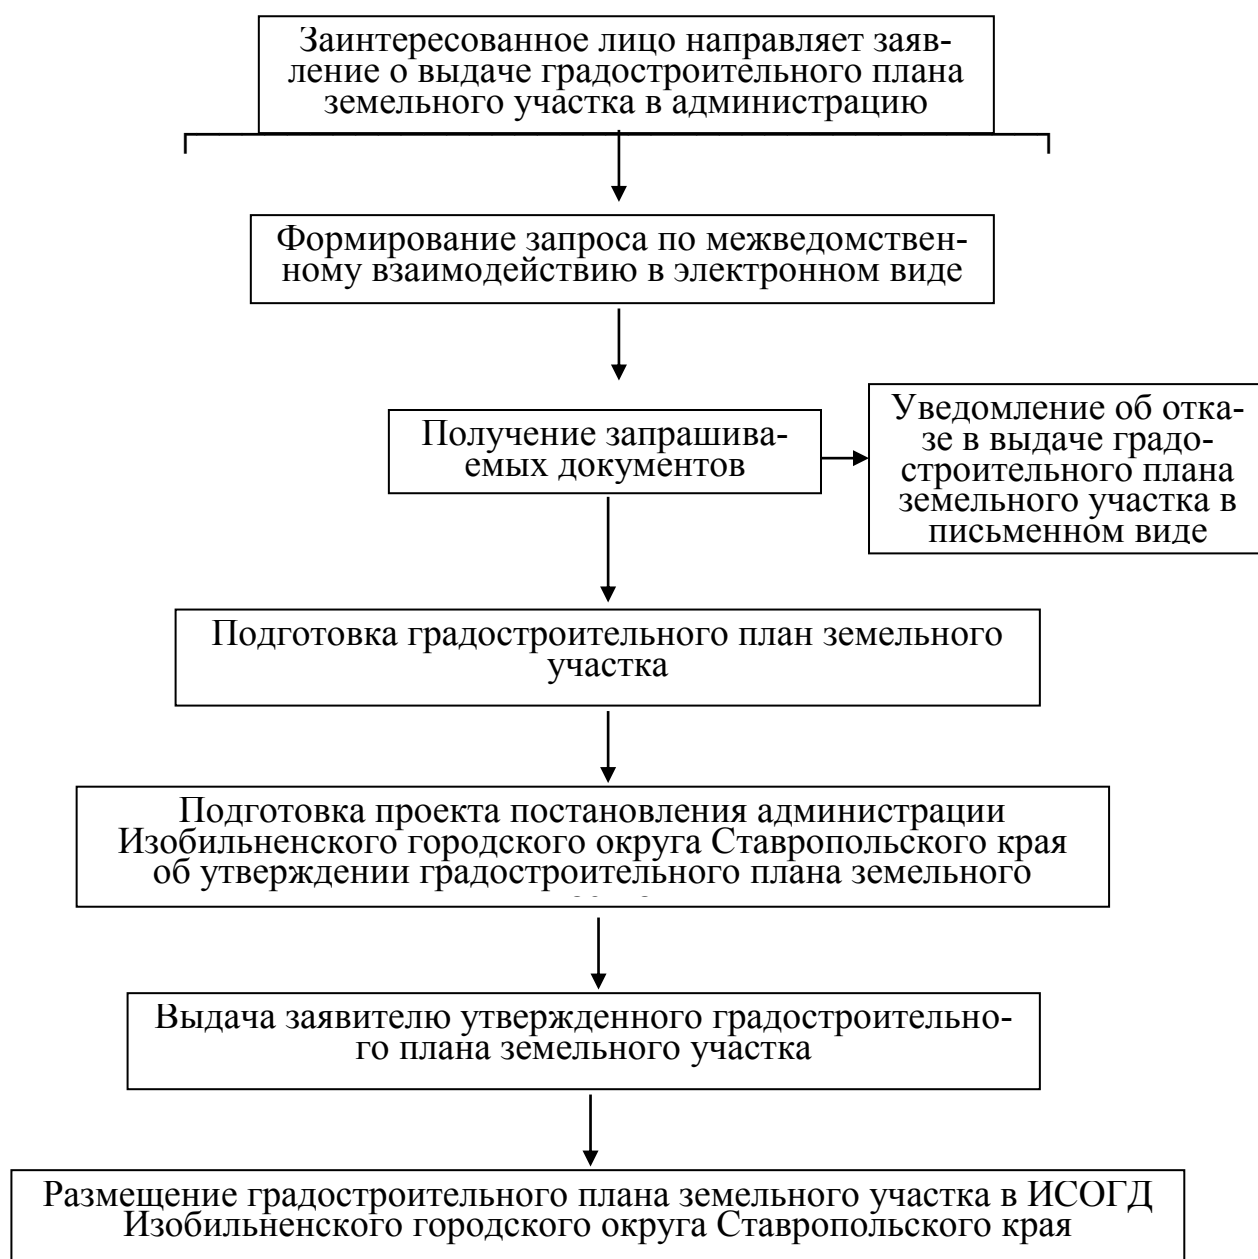 Заинтересованное лицо направляет заяв-
ление о выдаче градостроительного плана
земельного участка в администрацию
Формирование запроса по межведомствен-
ному взаимодействию в электронном виде
Получение запрашива-
емых документов
Уведомление об отка-
зе в выдаче градо-
строительного плана
земельного участка в
письменном виде
Подготовка градостроительного план земельного
участка
Подготовка проекта постановления администрации
Изобильненского городского округа Ставропольского края
об утверждении градостроительного плана земельного
Выдача заявителю утвержденного градостроительно-
го плана земельного участка
Размещение градостроительного плана земельного участка в ИСОГД
Изобильненского городского округа Ставропольского края